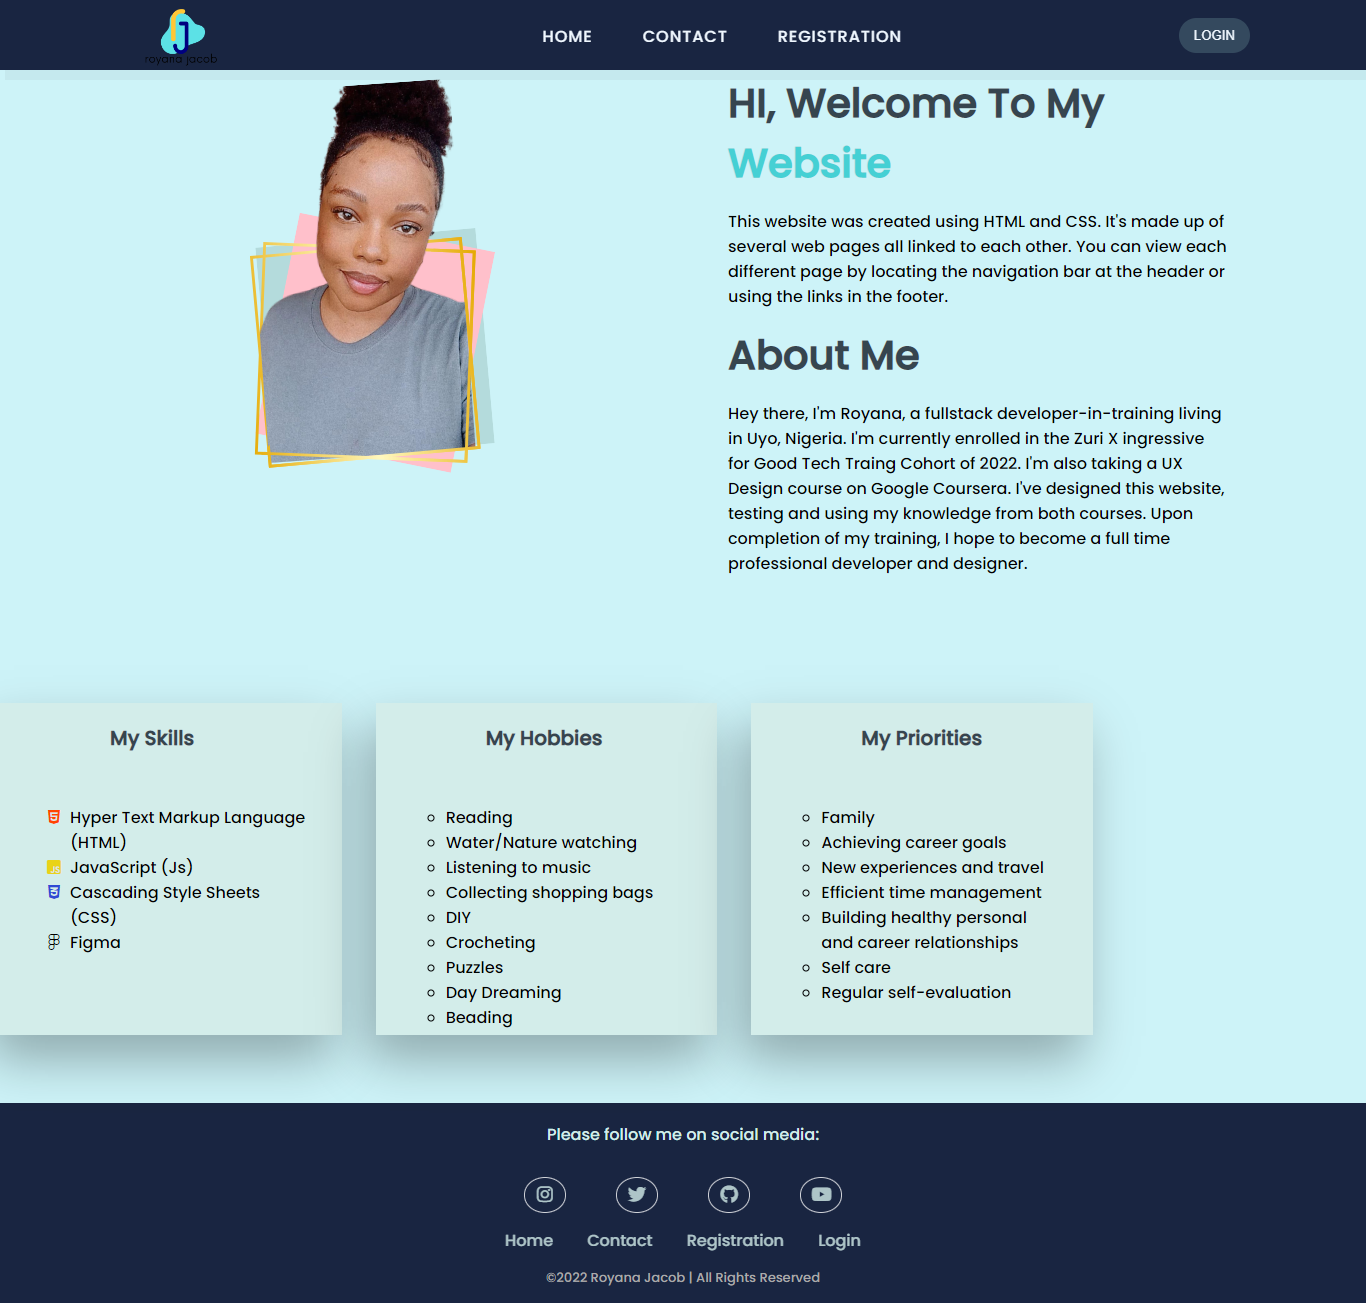 J
royana jacob
HOME CONTACT REGISTRATION
LOGIN
HI, Welcome To My
Website
This website was created using HTML and CSS. It's made up of
several web pages all linked to each other. You can view each
different page by locating the navigation bar at the header or
using the links in the footer.
About Me
Hey there, I'm Royana, a fullstack developer-in-training living
in Uyo, Nigeria. I'm currently enrolled in the Zuri X ingressive
for Good Tech Traing Cohort of 2022. I'm also taking a UX
Design course on Google Coursera. I've designed this website,
testing and using my knowledge from both courses. Upon
completion of my training, I hope to become a full time
professional developer and designer.
My Skills
Hyper Text Markup Language
(HTML)
JavaScript (Js)
Cascading Style Sheets
(CSS)
Figma
My Hobbies
Reading
Water/Nature watching
Listening to music
Collecting shopping bags
DIY
Crocheting
Puzzles
Day Dreaming
Beading
My Priorities
Family
Achieving career goals
New experiences and travel
Efficient time management
Building healthy personal
and career relationships
Self care
Regular self-evaluation
Please follow me on social media:
Home Contact Registration Login
©2022 Royana Jacob | All Rights Reserved